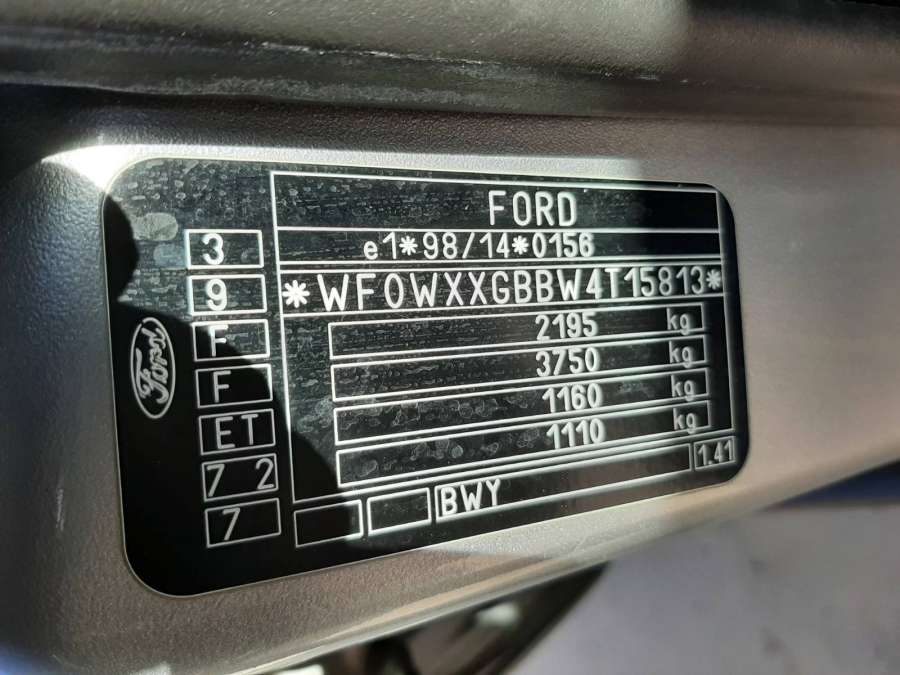 FORD
e1*98/14*0156
*WF0WXXGBBW4T15813*
2195 kg
3750 kg
1160 kg
1110 kg
1.41
BWY
3
9
F
F
ET
7 2
7
Ford